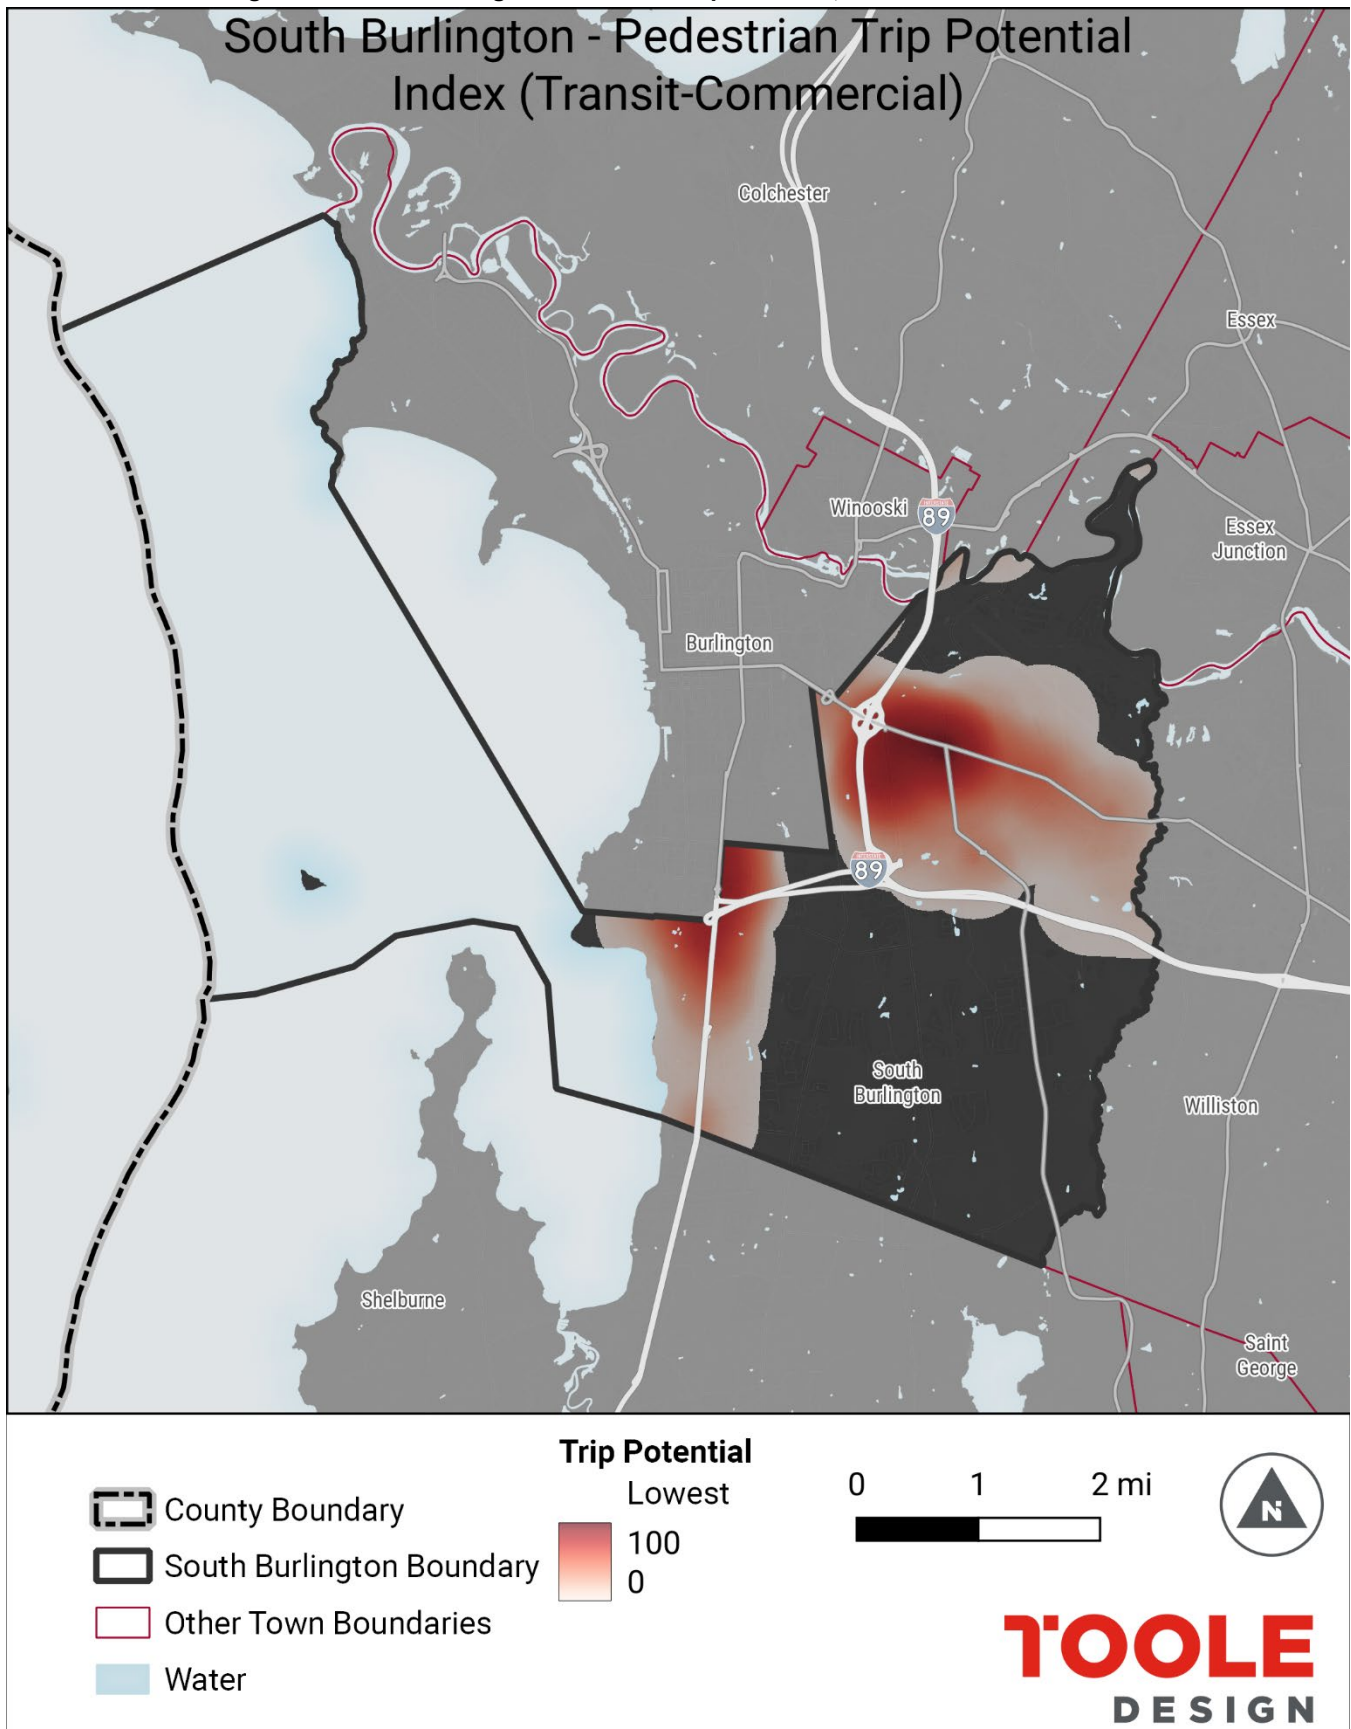 South Burlington - Pedestrian Trip Potential
Index (Transit-Commercial)
Colchester
Essex
Winooski
89
Essex
Junction
Burlington
89
South
Burlington
Williston
Shelburne
Saint
George
Trip Potential
Lowest
100
0
County Boundary
South Burlington Boundary
Other Town Boundaries
Water
0 1 2 mi
N
TOOLE
DESIGN